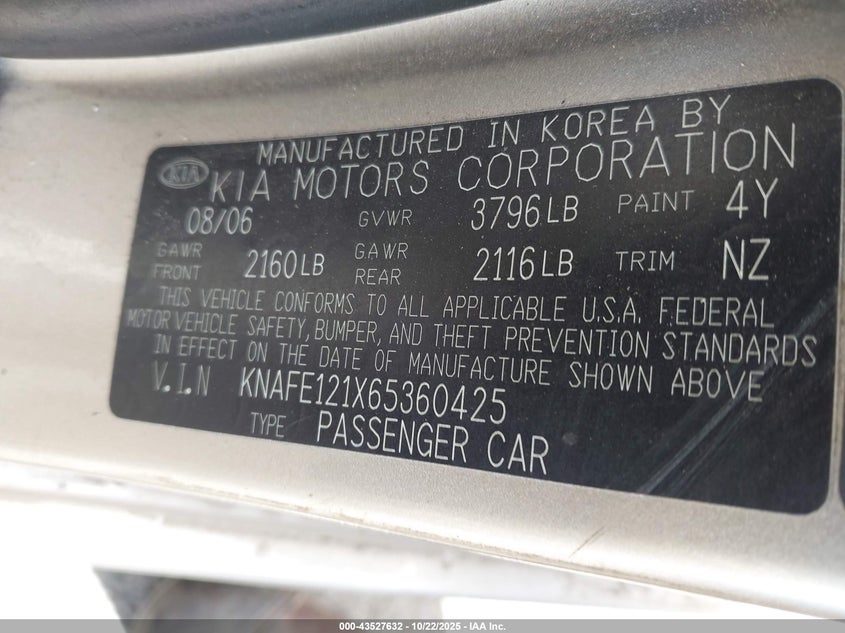 MANUFACTURED IN KOREA BY
KIA KIA MOTORS CORPORATION
08/06 GVWR 3796LB PAINT 4Y
GAWR FRONT 2160LB GAWR REAR 2116LB TRIM NZ
THIS VEHICLE CONFORMS TO ALL APPLICABLE U.S.A. FEDERAL
MOTOR VEHICLE SAFETY, BUMPER, AND THEFT PREVENTION STANDARDS
IN EFFECT ON THE DATE OF MANUFACTURE SHOWN ABOVE
V.I.N KNAFE121X65360425
TYPE PASSENGER CAR
000-43527632 - 10/22/2025 - IAA Inc.